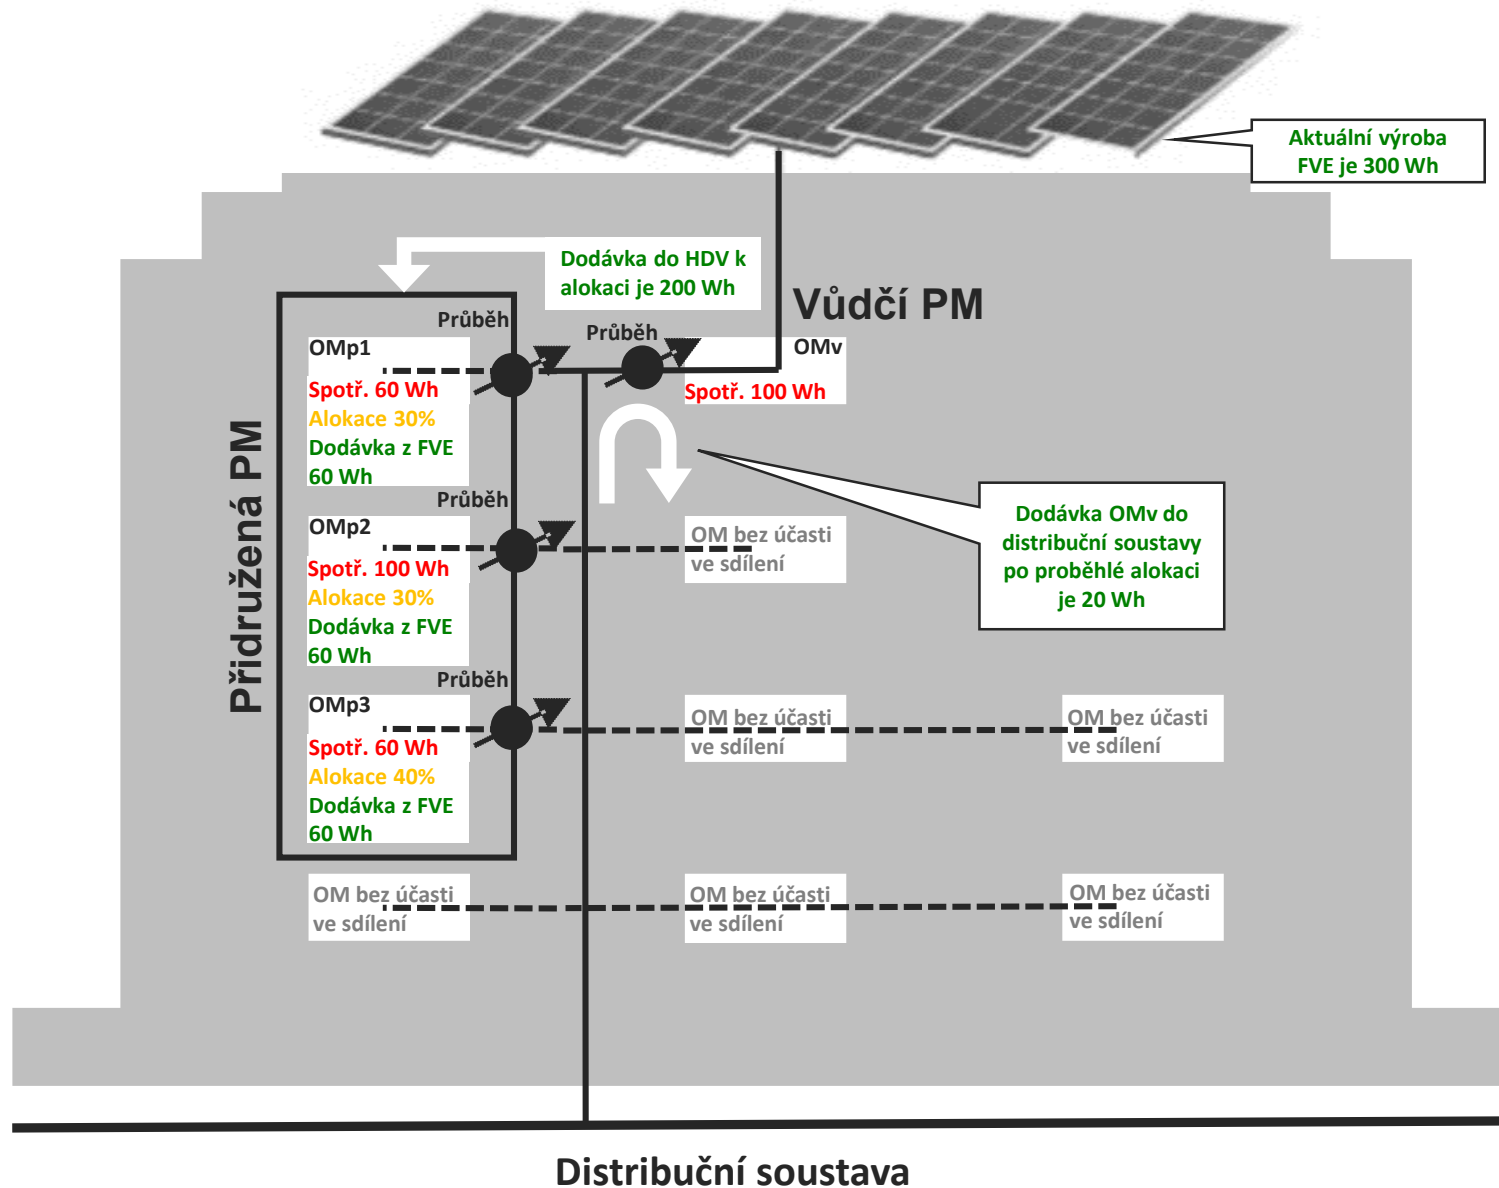 Aktuální výroba
FVE je 300 Wh
Dodávka do HDV k
alokaci je 200 Wh
Vůdčí PM
Průběh
Průběh
OMp1
OMv
Spotř. 60 Wh
Spotř. 100 Wh
Alokace 30%
Dodávka z FVE
60 Wh
Přidružená PM
Průběh
OMp2
Spotř. 100 Wh
Alokace 30%
Dodávka z FVE
60 Wh
OM bez účasti
ve sdílení
Dodávka OMv do
distribuční soustavy
po proběhlé alokaci
je 20 Wh
Průběh
OMp3
Spotř. 60 Wh
Alokace 40%
Dodávka z FVE
60 Wh
OM bez účasti
ve sdílení
OM bez účasti
ve sdílení
OM bez účasti
ve sdílení
OM bez účasti
ve sdílení
OM bez účasti
ve sdílení
Distribuční soustava